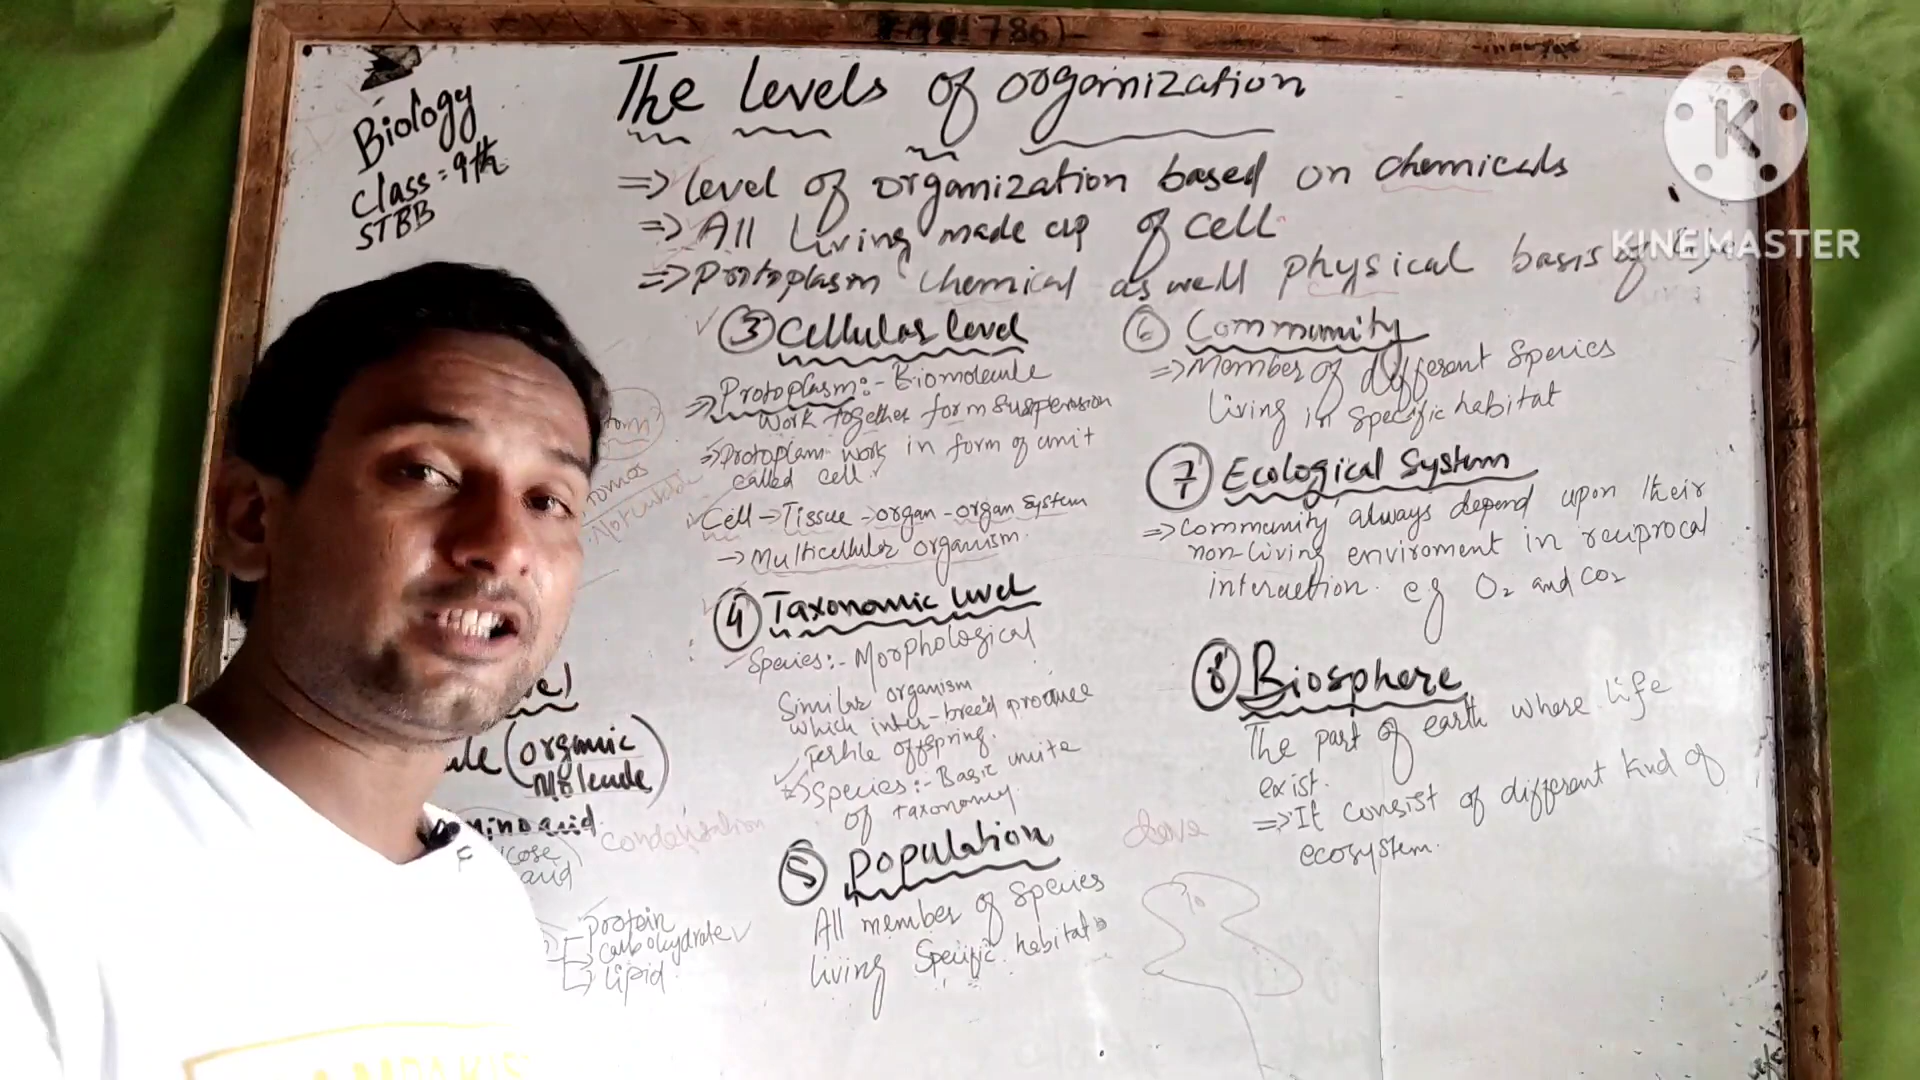 786)
Biology
class: 9th
STBB
The Levels of organization
=> Level of organization based on chemicals
=> All Living made up of cell
=> Protoplasm chemical as well physical basis of
KINEMASTER
K
③ Cellular level
=> Protoplasm:- Biomolecule
work together form suspension
=> Protoplasm work in form of unit
called cell.
Cell → Tissue - organ - organ system
→ Multicellular organism.
④ Taxonomic level
Species:- Morphological
Similar organism
which inter-breed produce
Fertile offspring.
=> Species:- Basic unite
of taxonomy.
⑤ Population
All member of Species
living Specific habitat
⑥ Community
=> Member of different Species
living in Specific habitat
⑦ Ecological System
=> Community always depend upon their
non-Living enviroment in reciprocal
interaction. eg O₂ and CO₂
⑧ Biosphere
The part of earth where life
exist.
=> It consist of different kind of
ecosystem.
Not cutable
(organic
Molecule)
amino acid
condensation
cose
acid
Protein
Carbohydrate
Lipid